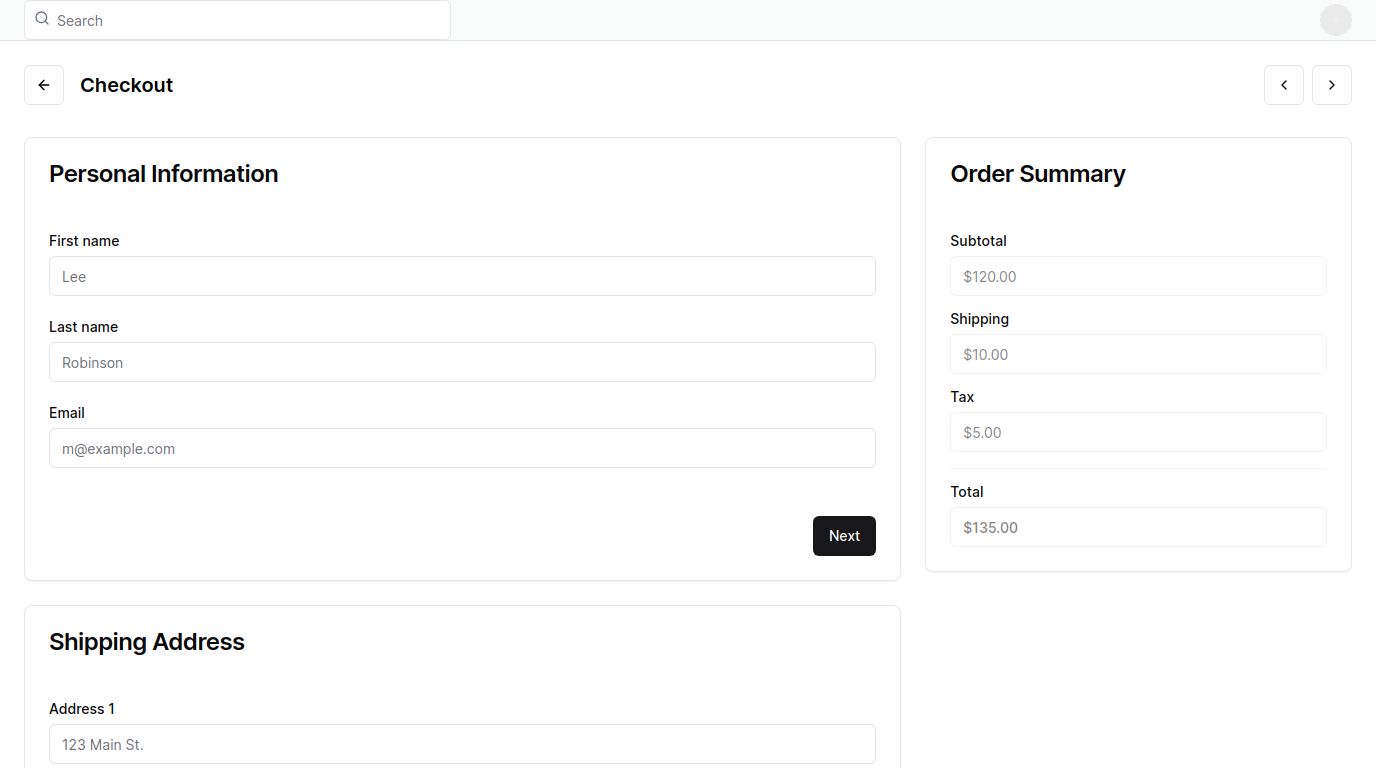 Search
Checkout
Personal Information
First name
Lee
Last name
Robinson
Email
m@example.com
Next
Order Summary
Subtotal
$120.00
Shipping
$10.00
Tax
$5.00
Total
$135.00
Shipping Address
Address 1
123 Main St.